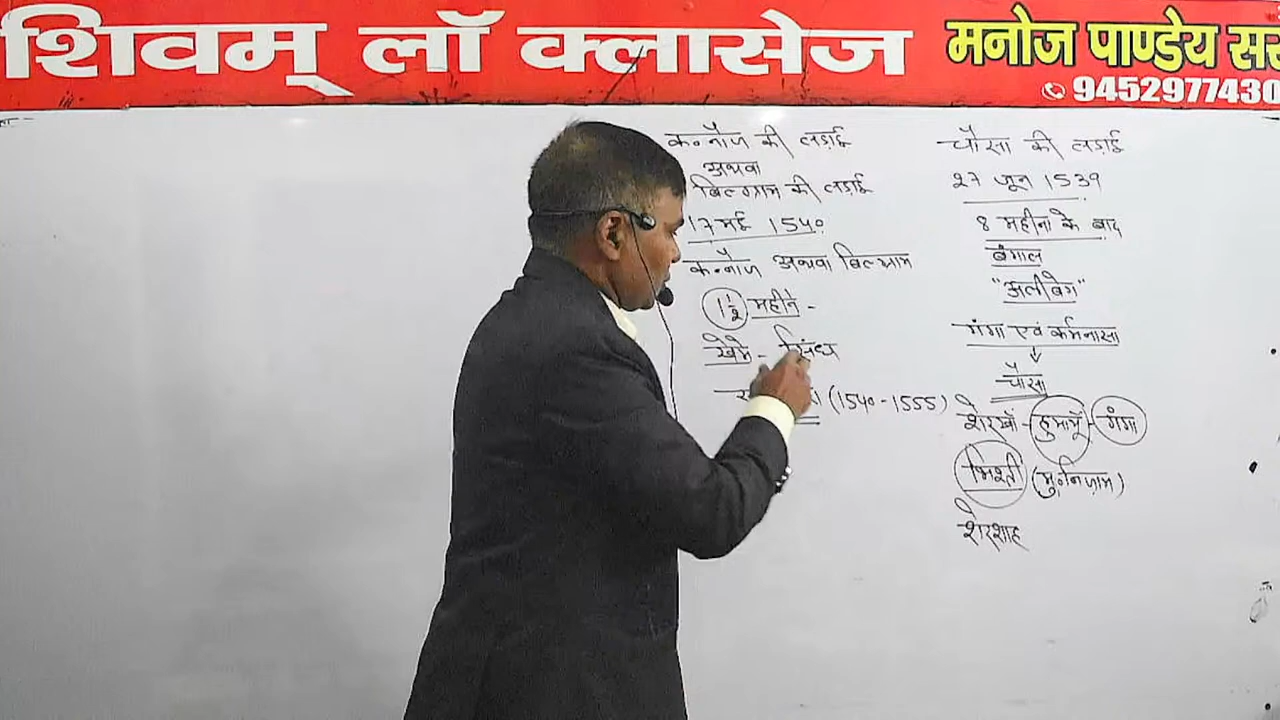 शिवम् लॉ क्लासेज
मनोज पाण्डेय सर
9452977430
कन्नौज की लड़ाई
अथवा
बिलग्राम की लड़ाई
17 मई 1540
कन्नौज अथवा बिलग्राम
1½ महीने -
खेमे - सिंध
(1540-1555)
चौसा की लड़ाई
27 जून 1539
8 महीना के बाद
बंगाल
"अलीबेग"
गंगा एवं कर्मनासा
↓
चौसा
शेरखाँ - हुमायूँ - गंगा
भिश्ती (मु. निजाम)
शेरशाह